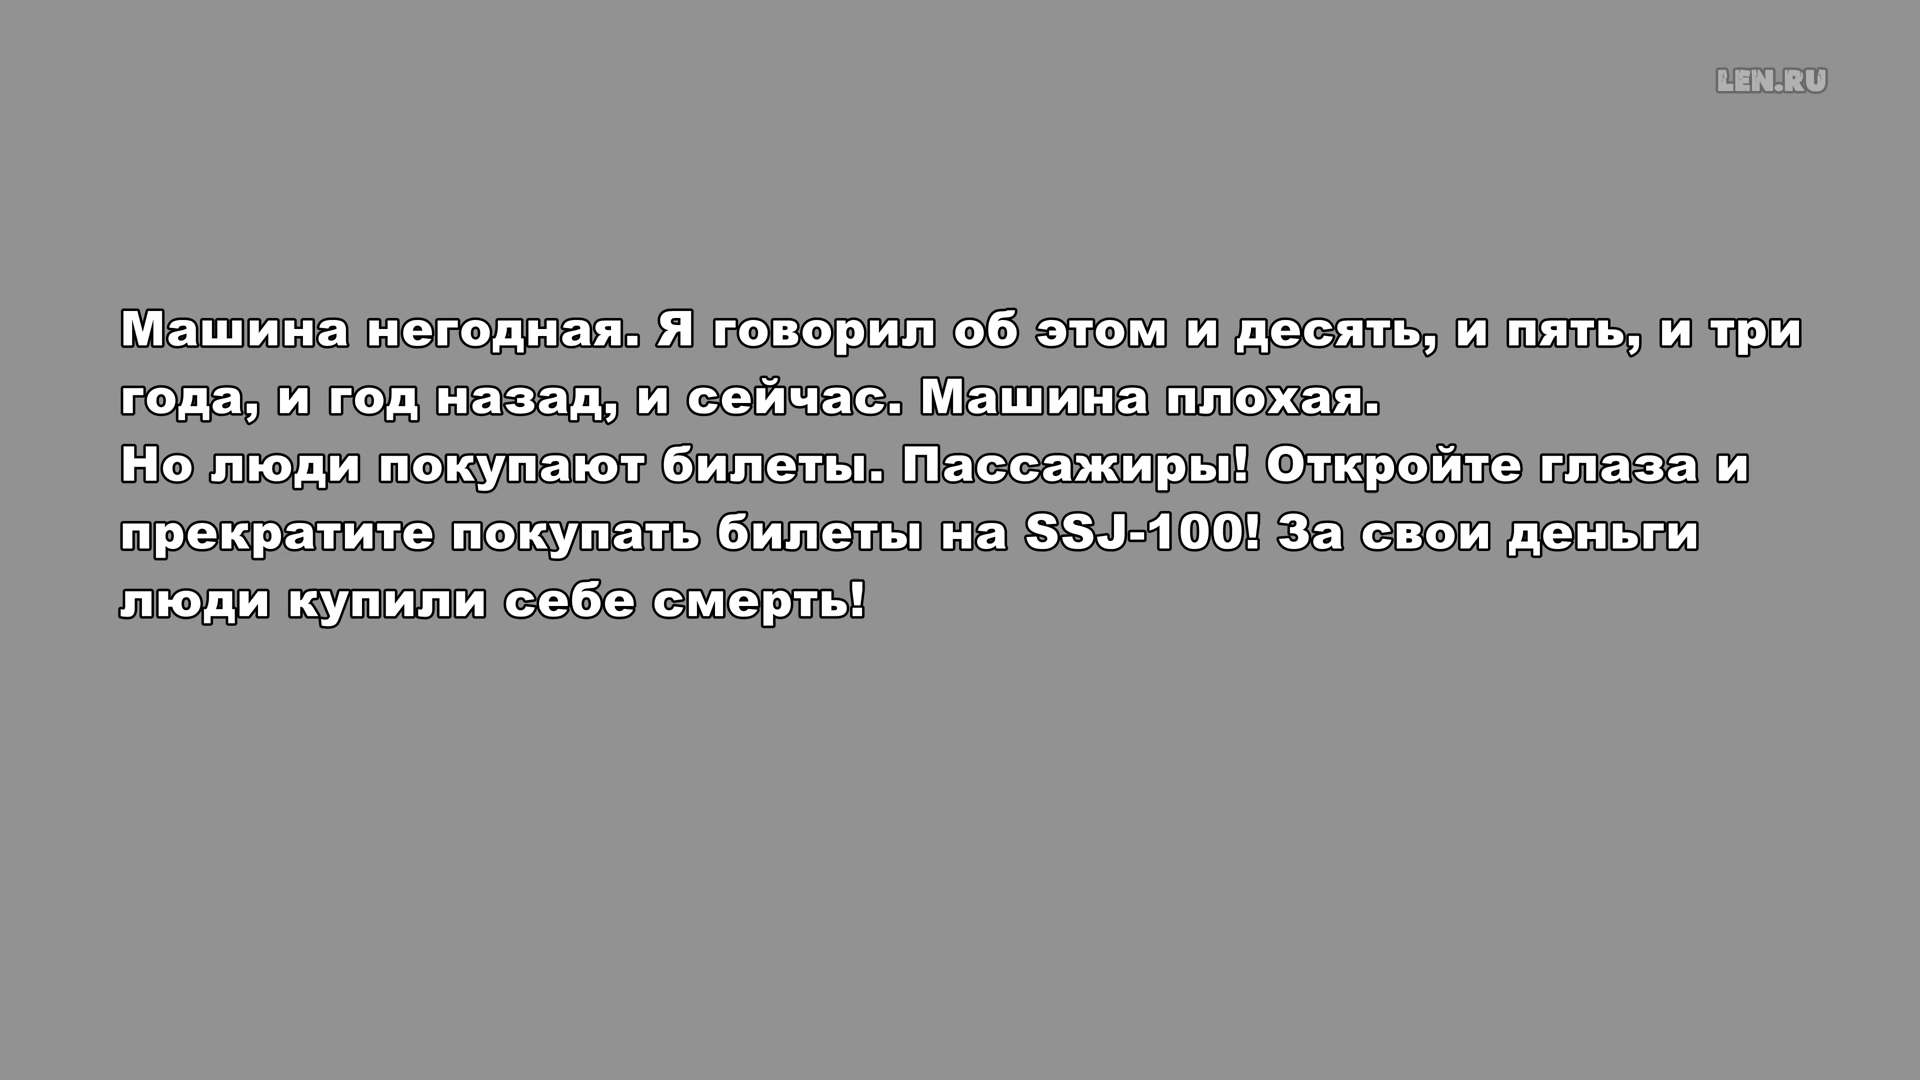 LEN.RU
Машина негодная. Я говорил об этом и десять, и пять, и три
года, и год назад, и сейчас. Машина плохая.
Но люди покупают билеты. Пассажиры! Откройте глаза и
прекратите покупать билеты на SSJ-100! За свои деньги
люди купили себе смерть!